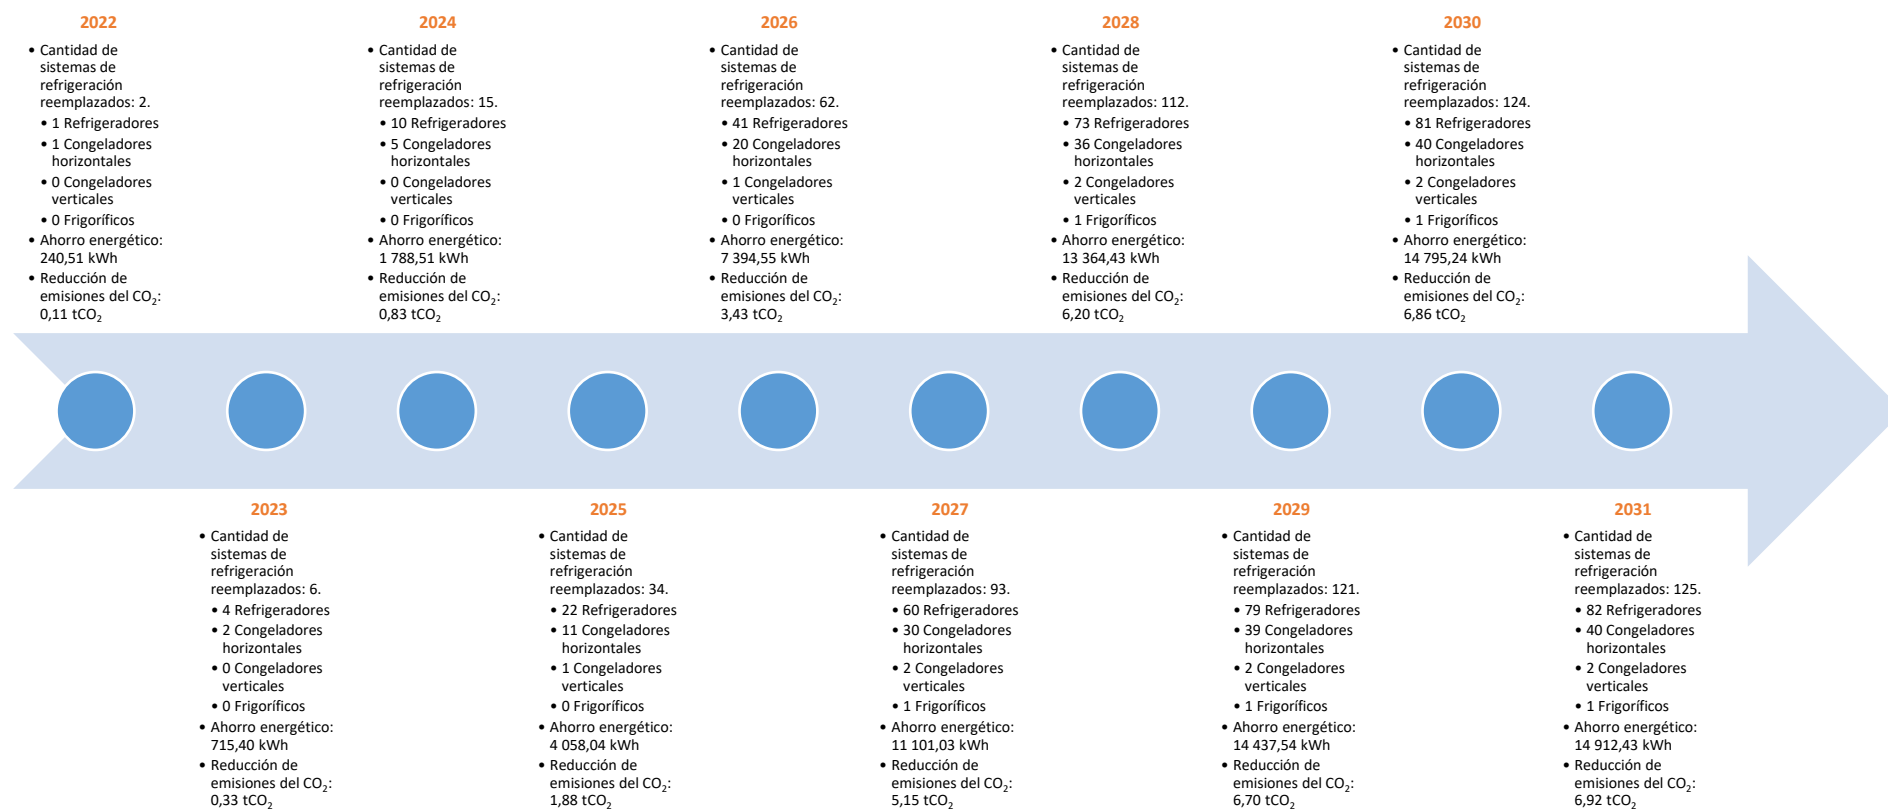 2022
• Cantidad de
sistemas de
refrigeración
reemplazados: 2.
• 1 Refrigeradores
• 1 Congeladores
horizontales
• 0 Congeladores
verticales
• 0 Frigoríficos
• Ahorro energético:
240,51 kWh
• Reducción de
emisiones del CO₂:
0,11 tCO₂
2024
• Cantidad de
sistemas de
refrigeración
reemplazados: 15.
• 10 Refrigeradores
• 5 Congeladores
horizontales
• 0 Congeladores
verticales
• 0 Frigoríficos
• Ahorro energético:
1 788,51 kWh
• Reducción de
emisiones del CO₂:
0,83 tCO₂
2026
• Cantidad de
sistemas de
refrigeración
reemplazados: 62.
• 41 Refrigeradores
• 20 Congeladores
horizontales
• 1 Congeladores
verticales
• 0 Frigoríficos
• Ahorro energético:
7 394,55 kWh
• Reducción de
emisiones del CO₂:
3,43 tCO₂
2028
• Cantidad de
sistemas de
refrigeración
reemplazados: 112.
• 73 Refrigeradores
• 36 Congeladores
horizontales
• 2 Congeladores
verticales
• 1 Frigoríficos
• Ahorro energético:
13 364,43 kWh
• Reducción de
emisiones del CO₂:
6,20 tCO₂
2030
• Cantidad de
sistemas de
refrigeración
reemplazados: 124.
• 81 Refrigeradores
• 40 Congeladores
horizontales
• 2 Congeladores
verticales
• 1 Frigoríficos
• Ahorro energético:
14 795,24 kWh
• Reducción de
emisiones del CO₂:
6,86 tCO₂
2023
• Cantidad de
sistemas de
refrigeración
reemplazados: 6.
• 4 Refrigeradores
• 2 Congeladores
horizontales
• 0 Congeladores
verticales
• 0 Frigoríficos
• Ahorro energético:
715,40 kWh
• Reducción de
emisiones del CO₂:
0,33 tCO₂
2025
• Cantidad de
sistemas de
refrigeración
reemplazados: 34.
• 22 Refrigeradores
• 11 Congeladores
horizontales
• 1 Congeladores
verticales
• 0 Frigoríficos
• Ahorro energético:
4 058,04 kWh
• Reducción de
emisiones del CO₂:
1,88 tCO₂
2027
• Cantidad de
sistemas de
refrigeración
reemplazados: 93.
• 60 Refrigeradores
• 30 Congeladores
horizontales
• 2 Congeladores
verticales
• 1 Frigoríficos
• Ahorro energético:
11 101,03 kWh
• Reducción de
emisiones del CO₂:
5,15 tCO₂
2029
• Cantidad de
sistemas de
refrigeración
reemplazados: 121.
• 79 Refrigeradores
• 39 Congeladores
horizontales
• 2 Congeladores
verticales
• 1 Frigoríficos
• Ahorro energético:
14 437,54 kWh
• Reducción de
emisiones del CO₂:
6,70 tCO₂
2031
• Cantidad de
sistemas de
refrigeración
reemplazados: 125.
• 82 Refrigeradores
• 40 Congeladores
horizontales
• 2 Congeladores
verticales
• 1 Frigoríficos
• Ahorro energético:
14 912,43 kWh
• Reducción de
emisiones del CO₂:
6,92 tCO₂